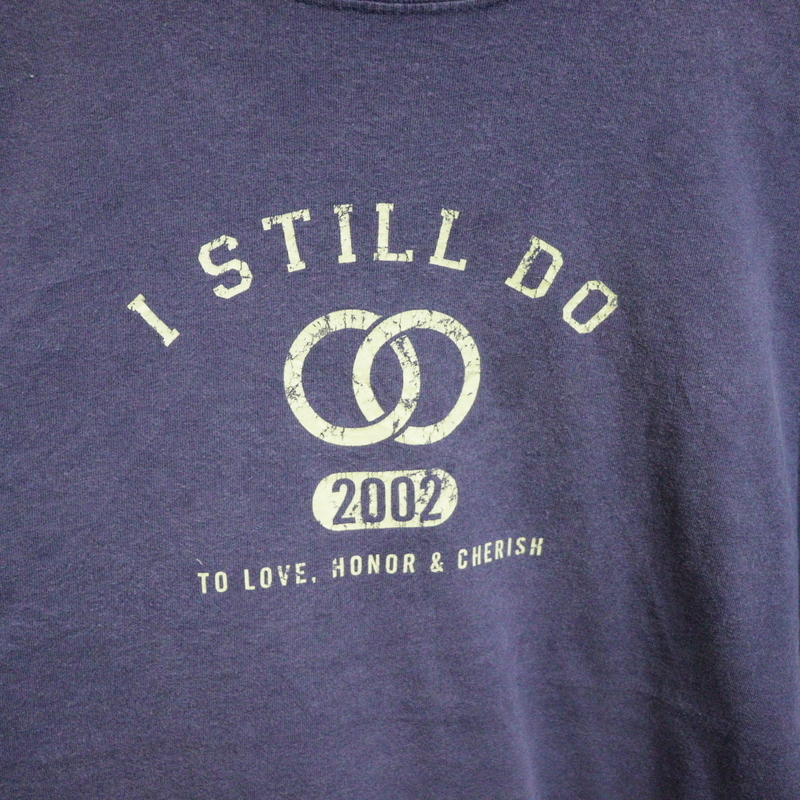 I STILL DO
2002
TO LOVE, HONOR & CHERISH